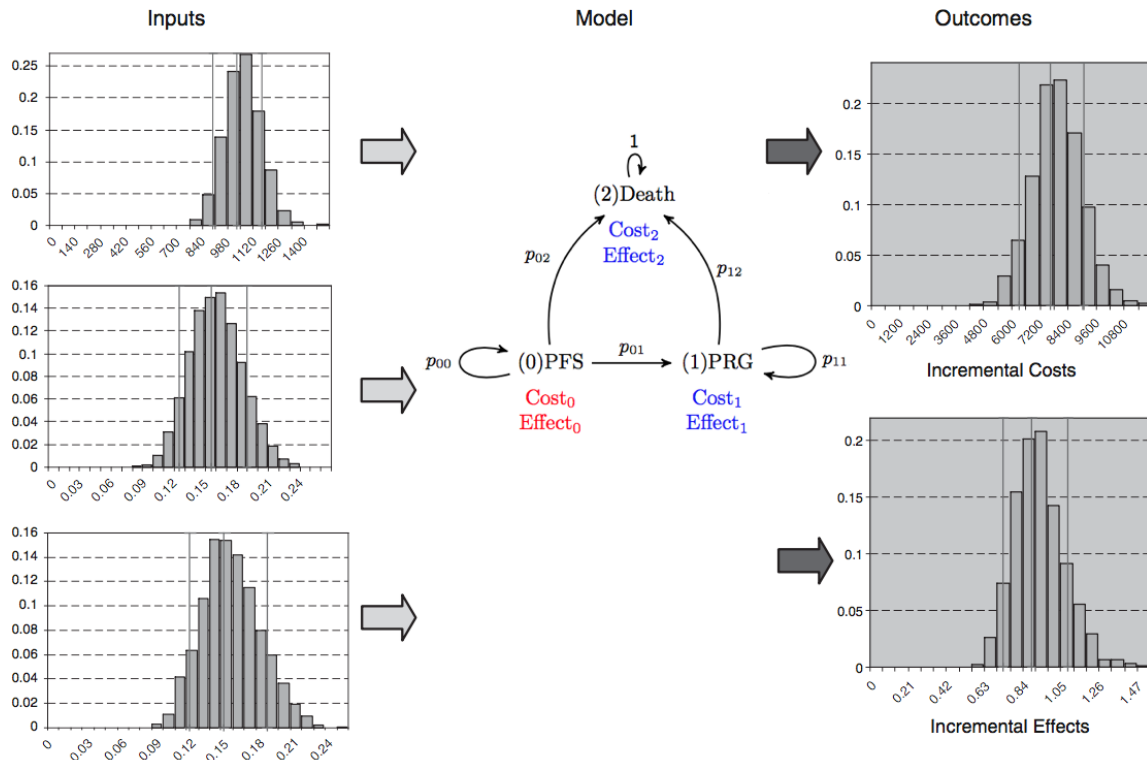 Inputs
Model
Outcomes
0.25
0.2
0.15
0.1
0.05
0
0 140 280 420 560 700 840 980 1120 1260 1400
0.16
0.14
0.12
0.1
0.08
0.06
0.04
0.02
0
0 0.03 0.06 0.09 0.12 0.15 0.18 0.21 0.24
0.16
0.14
0.12
0.1
0.08
0.06
0.04
0.02
0
0 0.03 0.06 0.09 0.12 0.15 0.18 0.21 0.24
1
(2)Death
Cost₂
Effect₂
p₀₂
p₁₂
p₀₀
(0)PFS
p₀₁
(1)PRG
p₁₁
Cost₀
Effect₀
Cost₁
Effect₁
0.2
0.15
0.1
0.05
0
0 1200 2400 3600 4800 6000 7200 8400 9600 10800
Incremental Costs
0.2
0.15
0.1
0.05
0
0 0.21 0.42 0.63 0.84 1.05 1.26 1.47
Incremental Effects